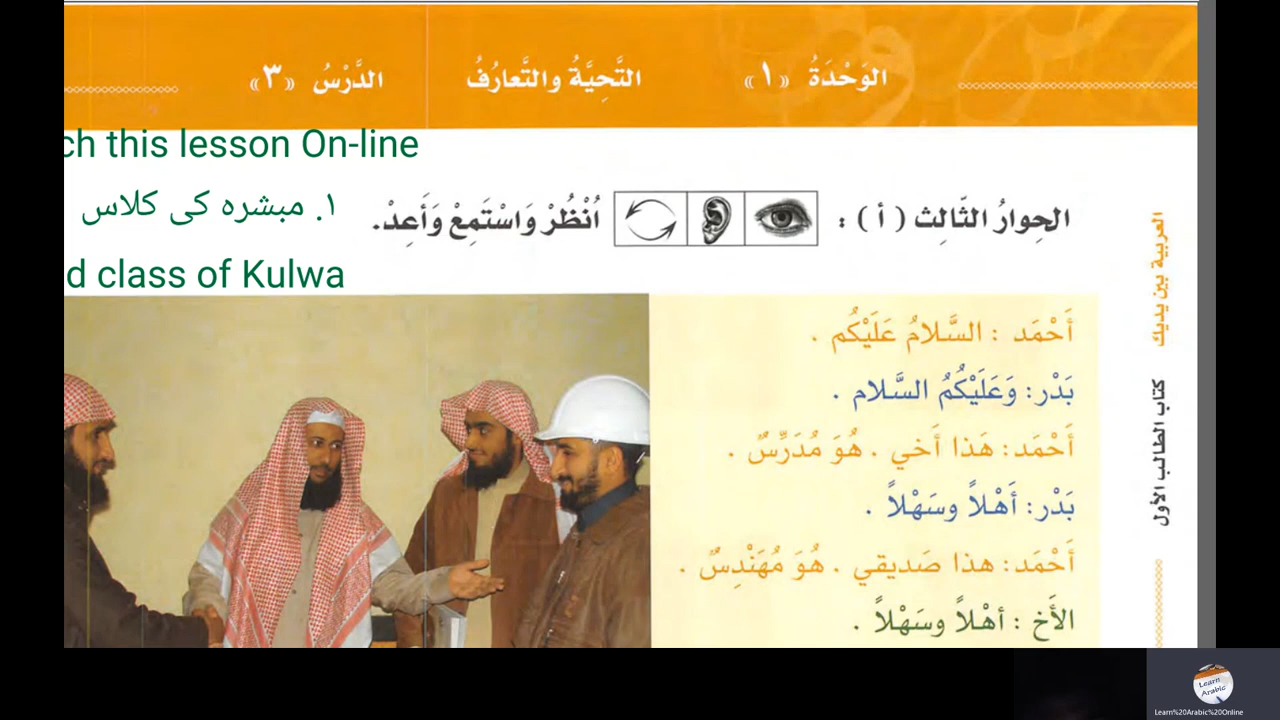 الوَحْدَةُ «١» التَّحِيَّةُ والتَّعارُفُ الدَّرْسُ «٣»
ch this lesson On-line
١. مبشره کی کلاس
d class of Kulwa
الحِوارُ الثّالِث ( أ ) : اُنْظُرْ وَاسْتَمِعْ وَأَعِدْ.
أَحْمَد : السَّلامُ عَلَيْكُم .
بَدْر: وَعَلَيْكُمُ السَّلام .
أَحْمَد: هَذا أَخي . هُوَ مُدَرِّسٌ .
بَدْر: أَهْلاً وسَهْلاً .
أَحْمَد: هذا صَديقي . هُوَ مُهَنْدِسٌ .
الأَخ : أهْلاً وسَهْلاً .
العربية بين يديك
كتاب الطالب الأول
Learn Arabic
Learn%20Arabic%20Online